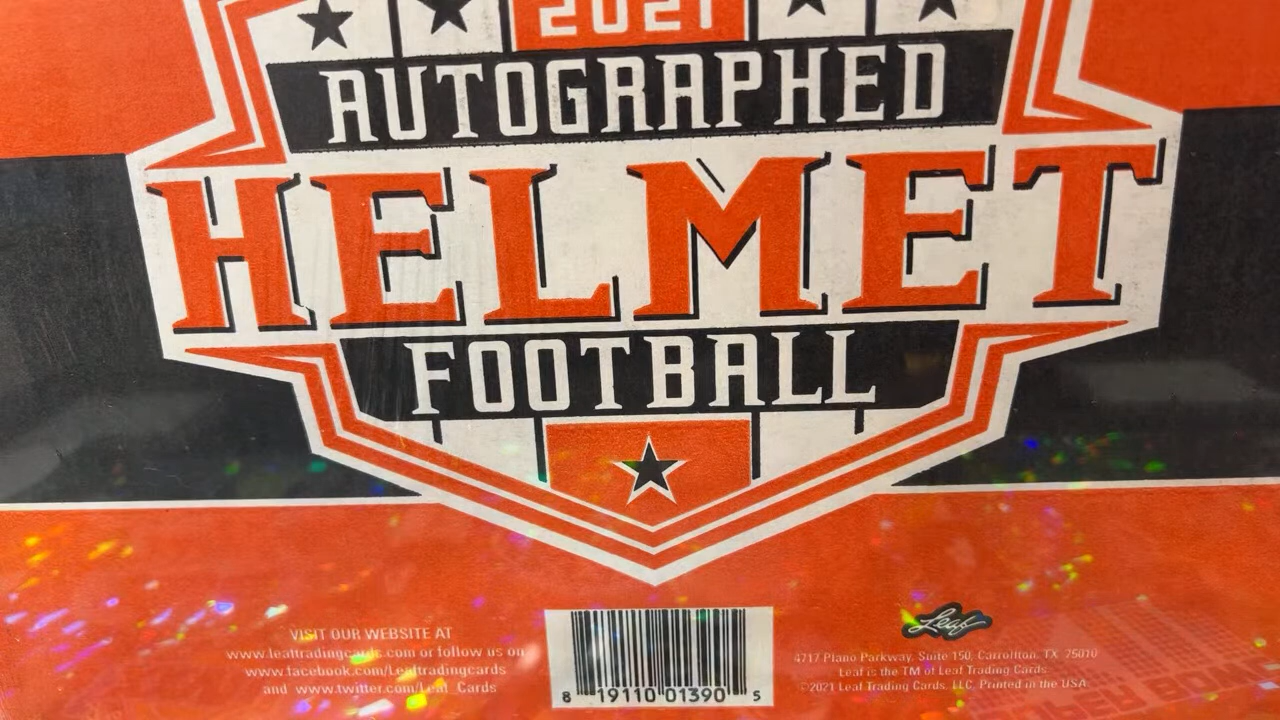 2021
AUTOGRAPHED
HELMET
FOOTBALL
VISIT OUR WEBSITE AT
www.leaftradingcards.com or follow us on
www.facebook.com/Leaftradingcards
and www.twitter.com/Leaf_Cards
8 19110 01390 5
Leaf
4717 Plano Parkway, Suite 150, Carrollton, TX 75010
Leaf is the TM of Leaf Trading Cards.
©2021 Leaf Trading Cards, LLC. Printed in the USA